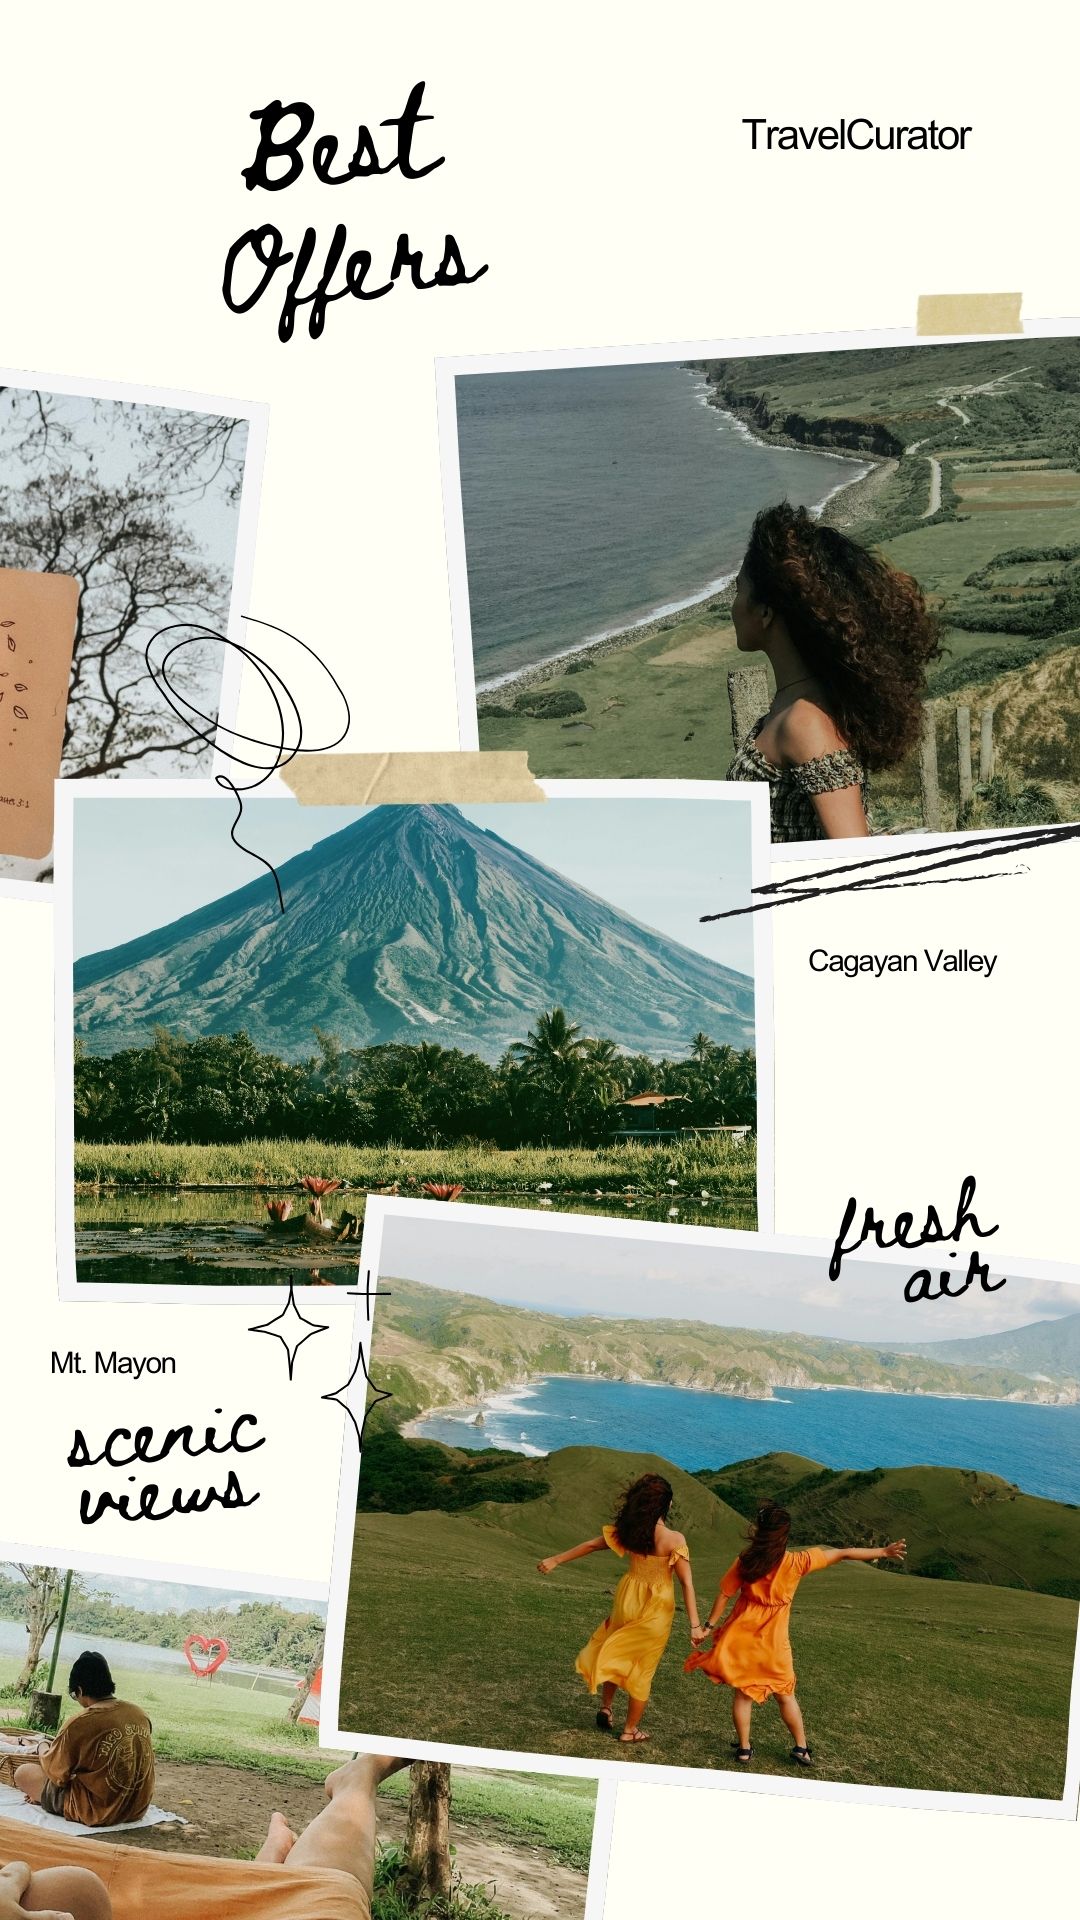 Best
Offers
TravelCurator
Cagayan Valley
fresh
air
Mt. Mayon
scenic
views